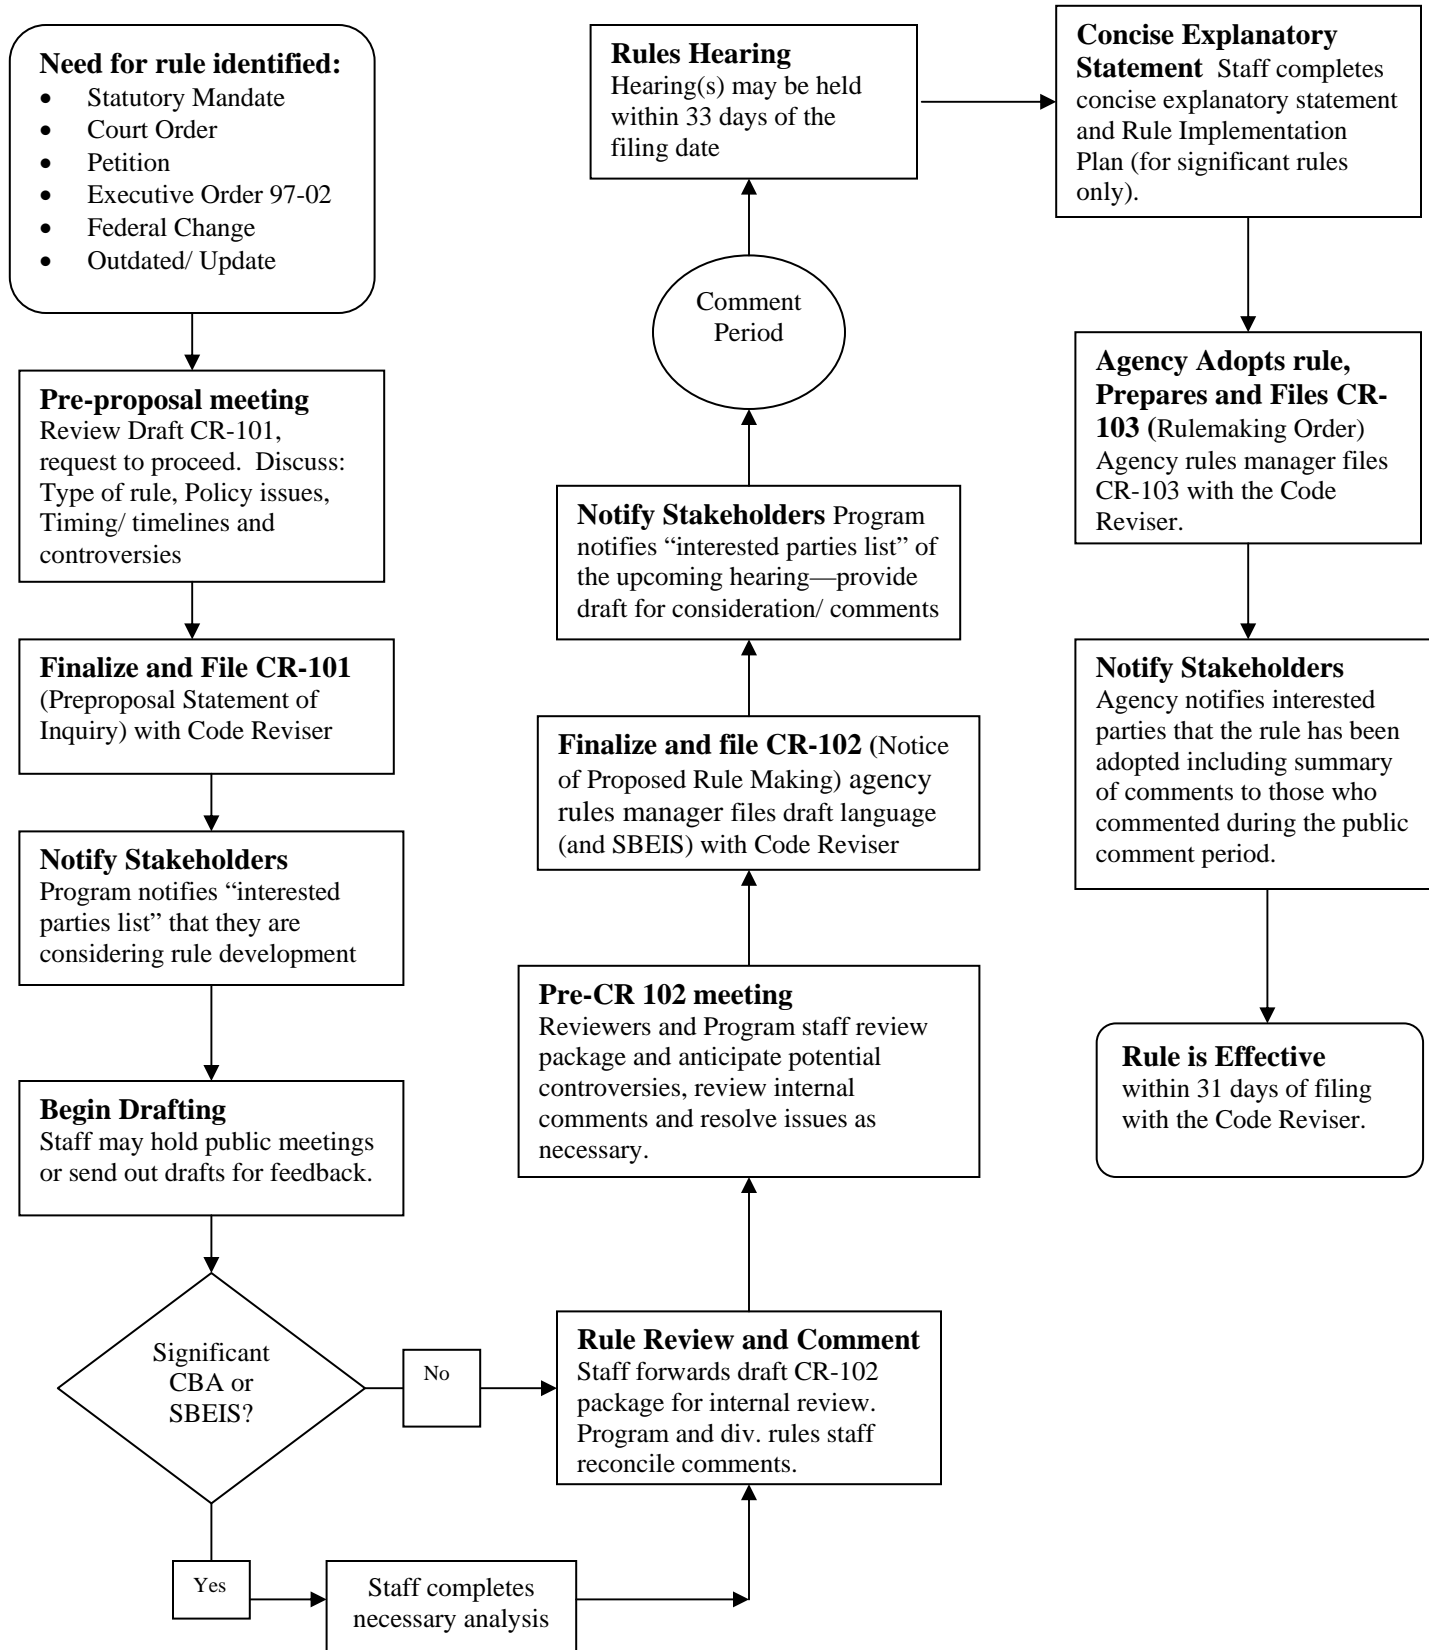 Need for rule identified:
• Statutory Mandate
• Court Order
• Petition
• Executive Order 97-02
• Federal Change
• Outdated/ Update
Pre-proposal meeting
Review Draft CR-101,
request to proceed.  Discuss:
Type of rule, Policy issues,
Timing/ timelines and
controversies
Finalize and File CR-101
(Preproposal Statement of
Inquiry) with Code Reviser
Notify Stakeholders
Program notifies “interested
parties list” that they are
considering rule development
Begin Drafting
Staff may hold public meetings
or send out drafts for feedback.
Significant
CBA or
SBEIS?
No
Yes
Staff completes
necessary analysis
Rule Review and Comment
Staff forwards draft CR-102
package for internal review.
Program and div. rules staff
reconcile comments.
Pre-CR 102 meeting
Reviewers and Program staff review
package and anticipate potential
controversies, review internal
comments and resolve issues as
necessary.
Finalize and file CR-102 (Notice
of Proposed Rule Making) agency
rules manager files draft language
(and SBEIS) with Code Reviser
Notify Stakeholders Program
notifies “interested parties list” of
the upcoming hearing—provide
draft for consideration/ comments
Comment
Period
Rules Hearing
Hearing(s) may be held
within 33 days of the
filing date
Concise Explanatory
Statement  Staff completes
concise explanatory statement
and Rule Implementation
Plan (for significant rules
only).
Agency Adopts rule,
Prepares and Files CR-
103 (Rulemaking Order)
Agency rules manager files
CR-103 with the Code
Reviser.
Notify Stakeholders
Agency notifies interested
parties that the rule has been
adopted including summary
of comments to those who
commented during the public
comment period.
Rule is Effective
within 31 days of filing
with the Code Reviser.